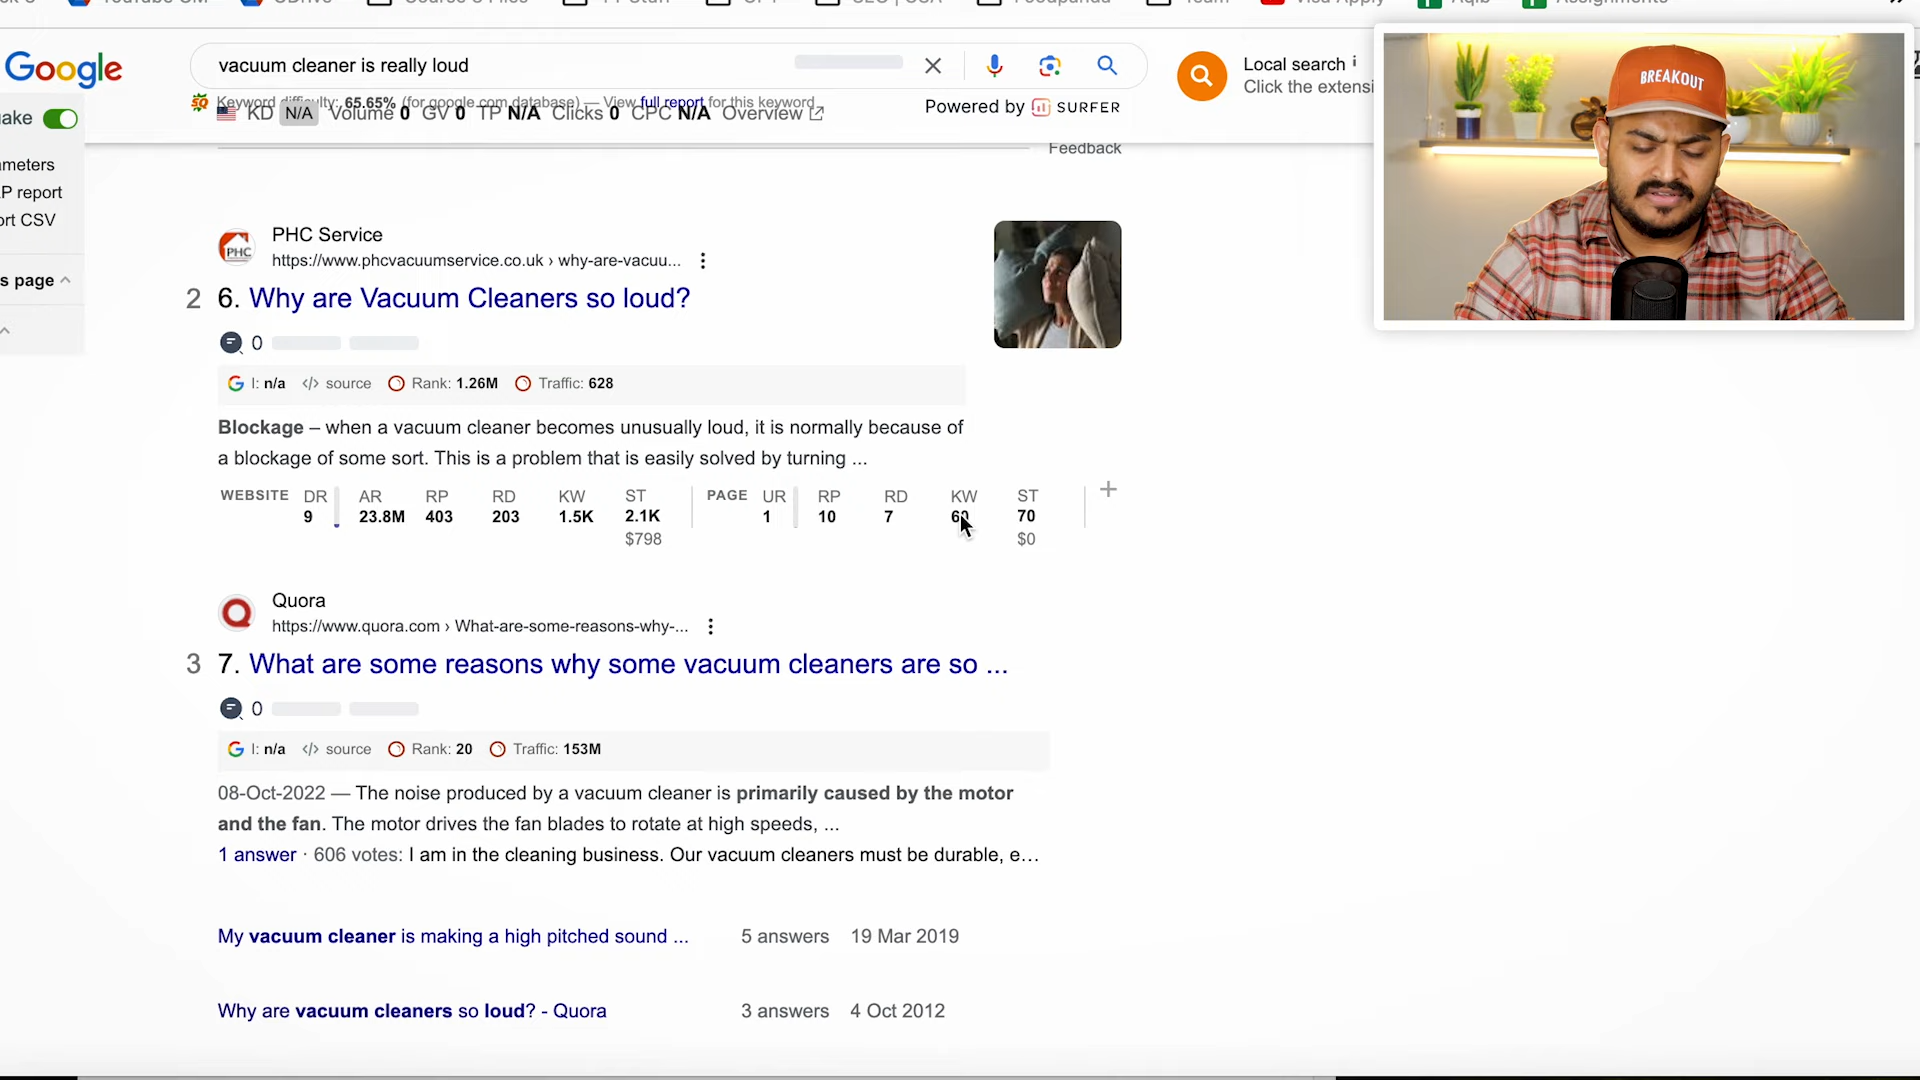 Google
vacuum cleaner is really loud
Local search i
Click the extensi
BREAKOUT
Keyword difficulty: 65.65% (for google.com database) — View full report for this keyword
KD N/A Volume 0 GV 0 TP N/A Clicks 0 CPC N/A Overview
Powered by SURFER
ake
ameters
P report
ort CSV
s page
Feedback
PHC
PHC Service
https://www.phcvacuumservice.co.uk › why-are-vacuu...
2 6. Why are Vacuum Cleaners so loud?
0
I: n/a </> source Rank: 1.26M Traffic: 628
Blockage – when a vacuum cleaner becomes unusually loud, it is normally because of
a blockage of some sort. This is a problem that is easily solved by turning ...
WEBSITE DR AR RP RD KW ST PAGE UR RP RD KW ST
9 23.8M 403 203 1.5K 2.1K 1 10 7 70
$798 $0
Quora
https://www.quora.com › What-are-some-reasons-why-...
3 7. What are some reasons why some vacuum cleaners are so ...
0
I: n/a </> source Rank: 20 Traffic: 153M
08-Oct-2022 — The noise produced by a vacuum cleaner is primarily caused by the motor
and the fan. The motor drives the fan blades to rotate at high speeds, ...
1 answer · 606 votes: I am in the cleaning business. Our vacuum cleaners must be durable, e...
My vacuum cleaner is making a high pitched sound ... 5 answers 19 Mar 2019
Why are vacuum cleaners so loud? - Quora 3 answers 4 Oct 2012